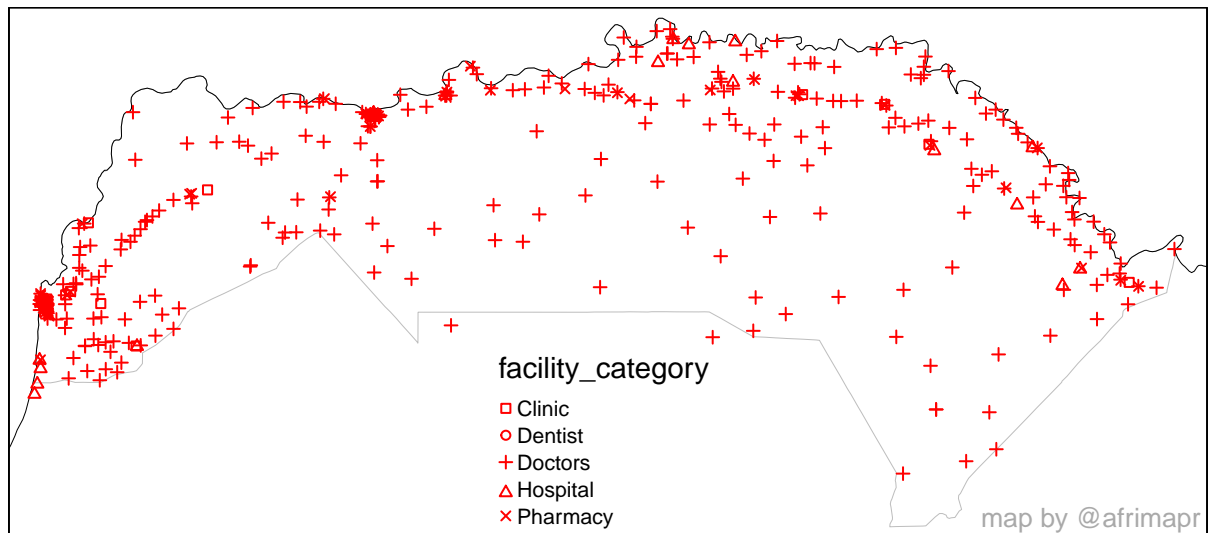 facility_category
Clinic
Dentist
Doctors
Hospital
Pharmacy
map by @afrimapr